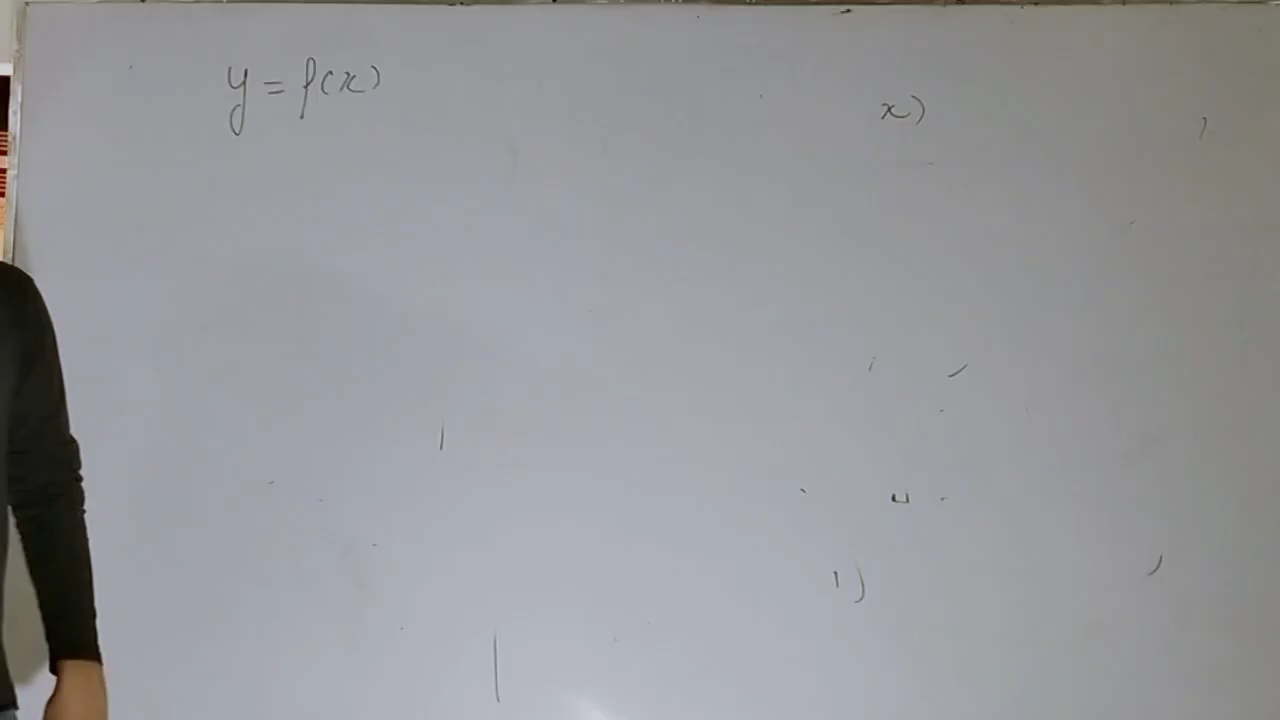 y = f(x)
x)
1)